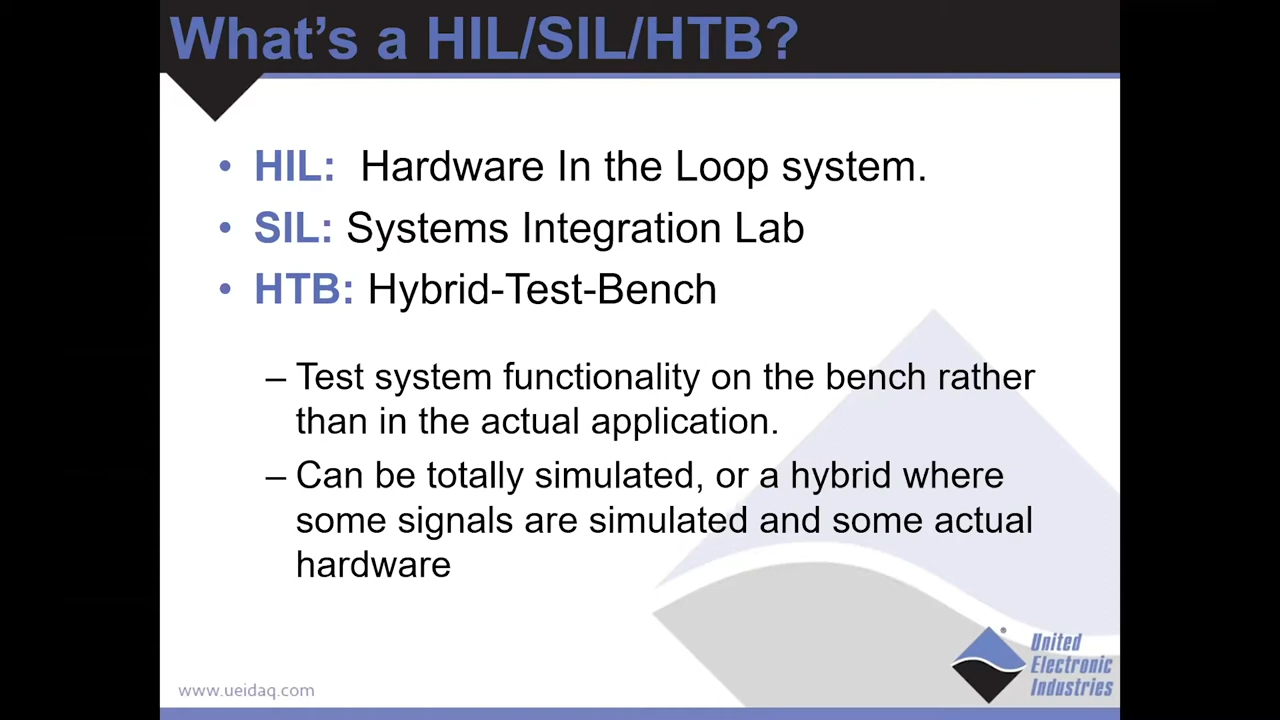 What's a HIL/SIL/HTB?
• HIL: Hardware In the Loop system.
• SIL: Systems Integration Lab
• HTB: Hybrid-Test-Bench
– Test system functionality on the bench rather
than in the actual application.
– Can be totally simulated, or a hybrid where
some signals are simulated and some actual
hardware
®
United
Electronic
Industries
www.ueidaq.com